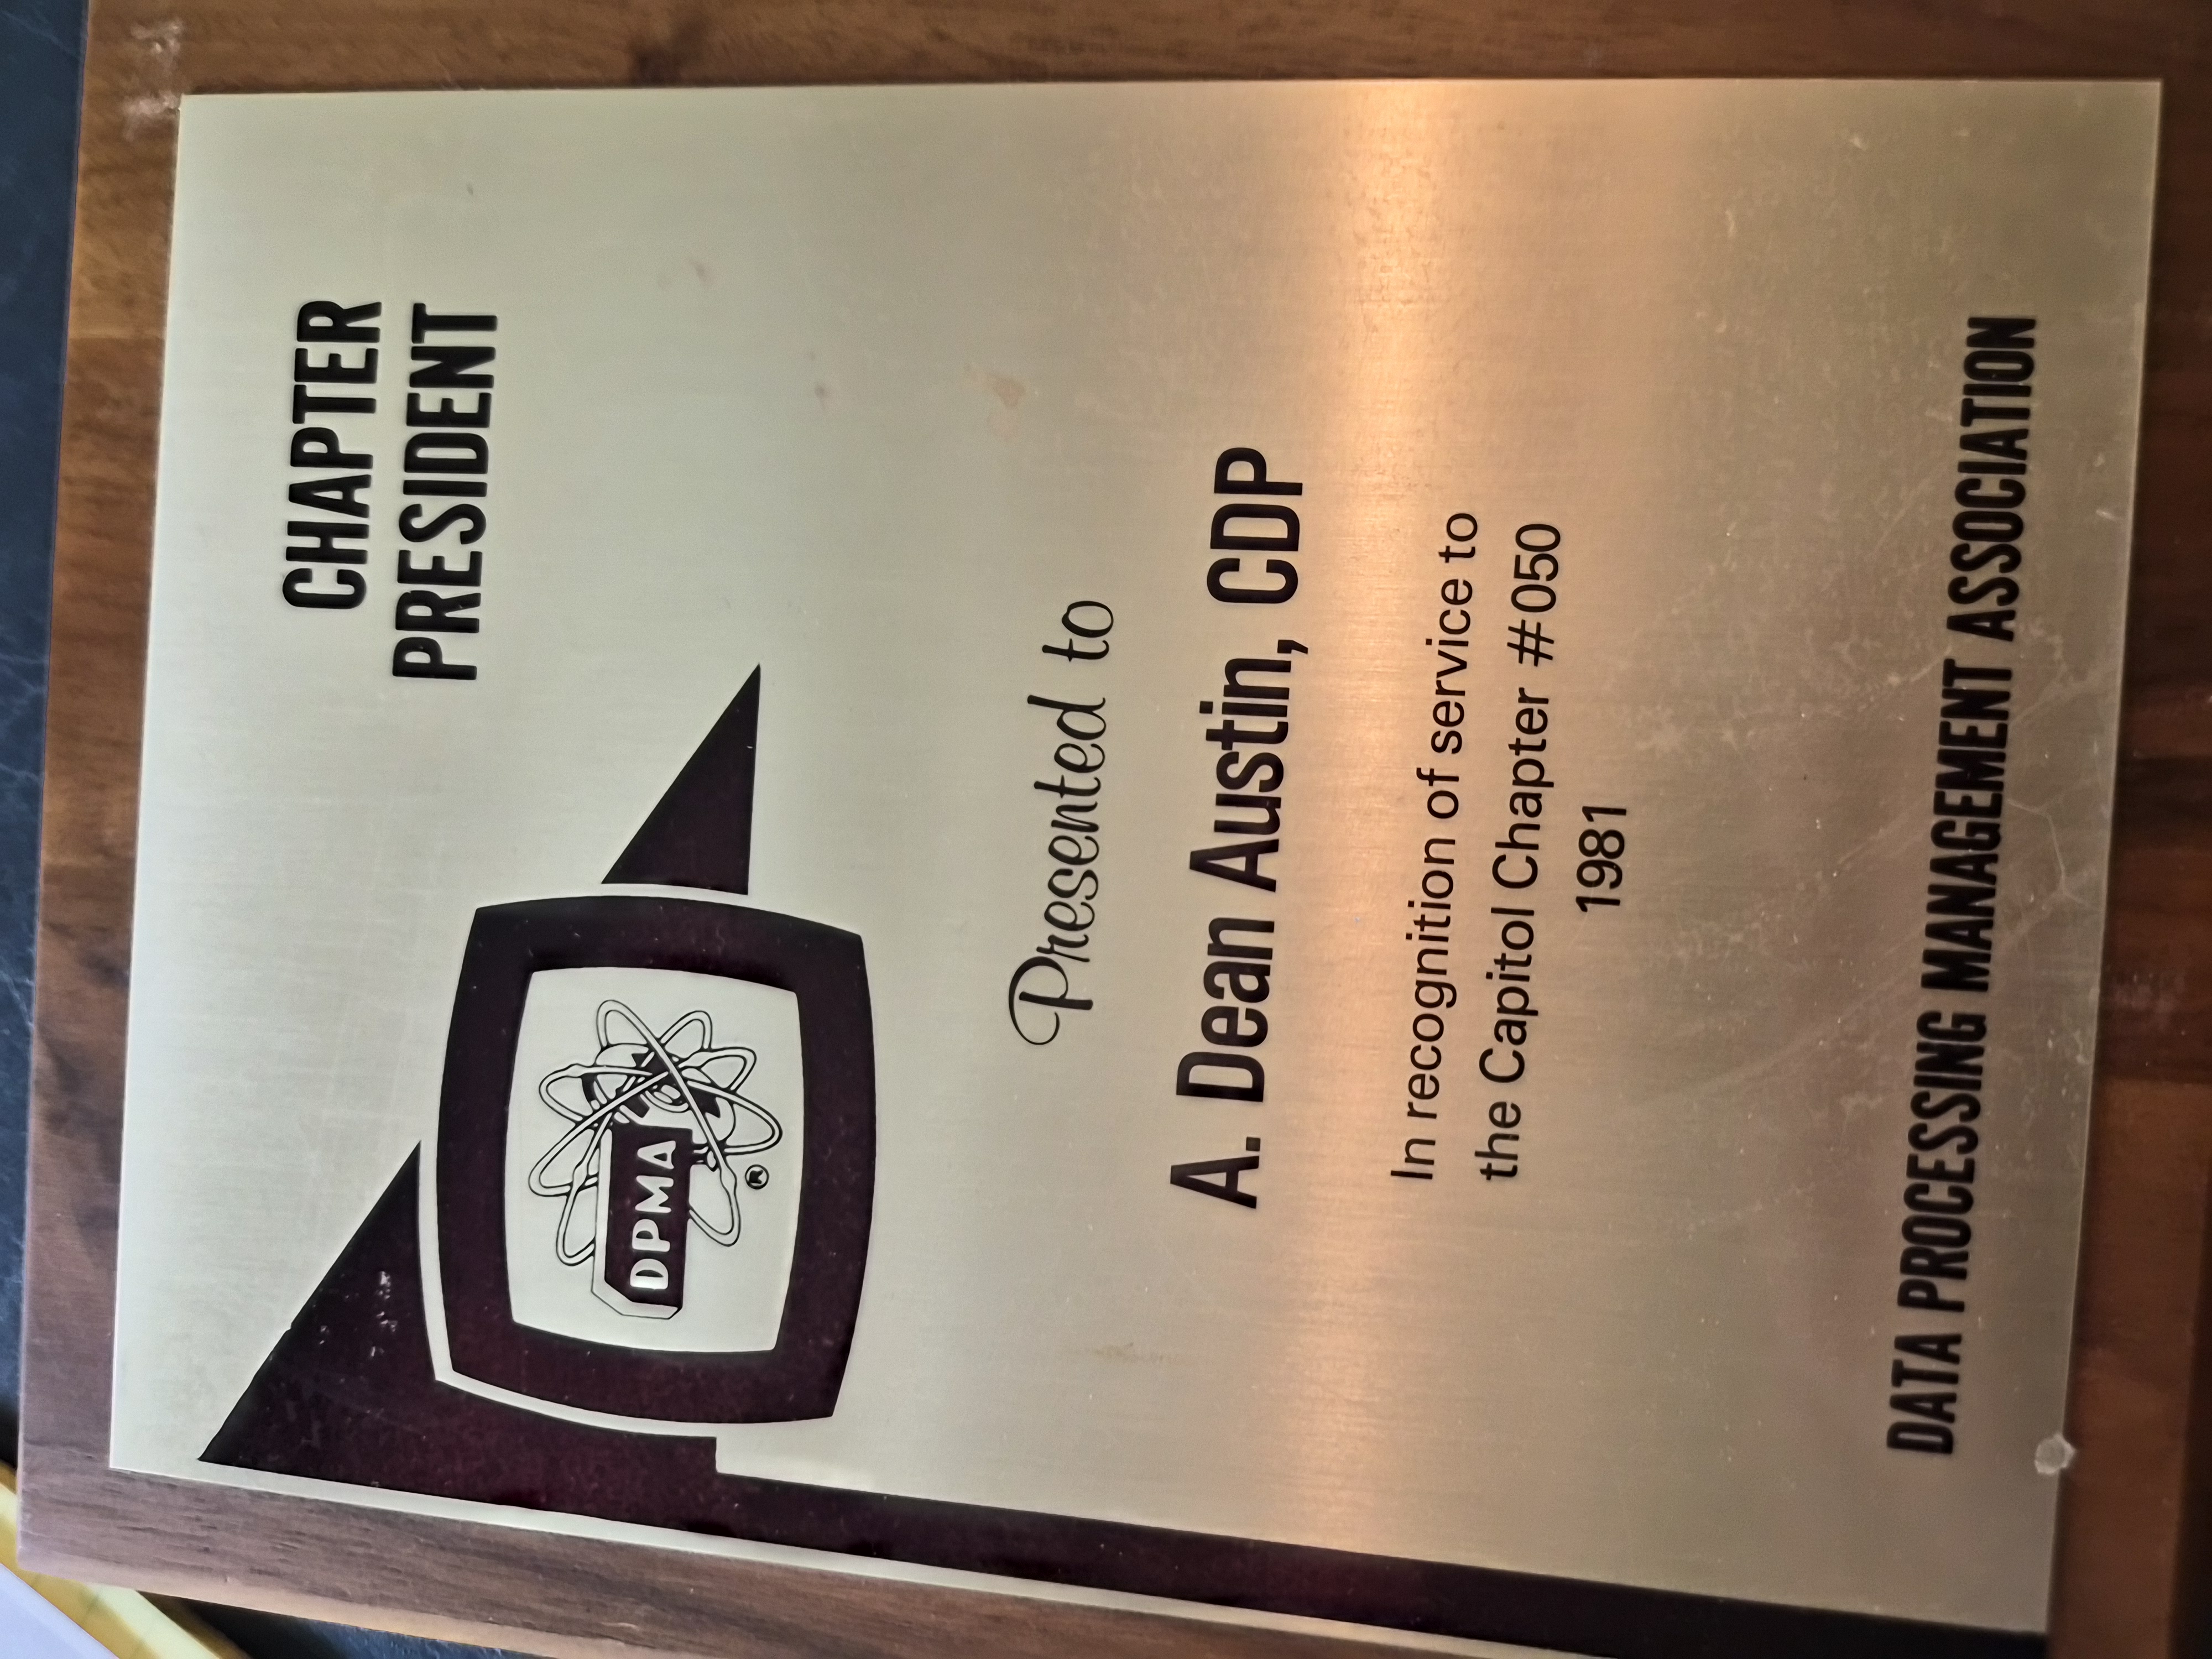 CHAPTER
PRESIDENT
DPMA
®
Presented to
A. Dean Austin, CDP
In recognition of service to
the Capitol Chapter #050
1981
DATA PROCESSING MANAGEMENT ASSOCIATION